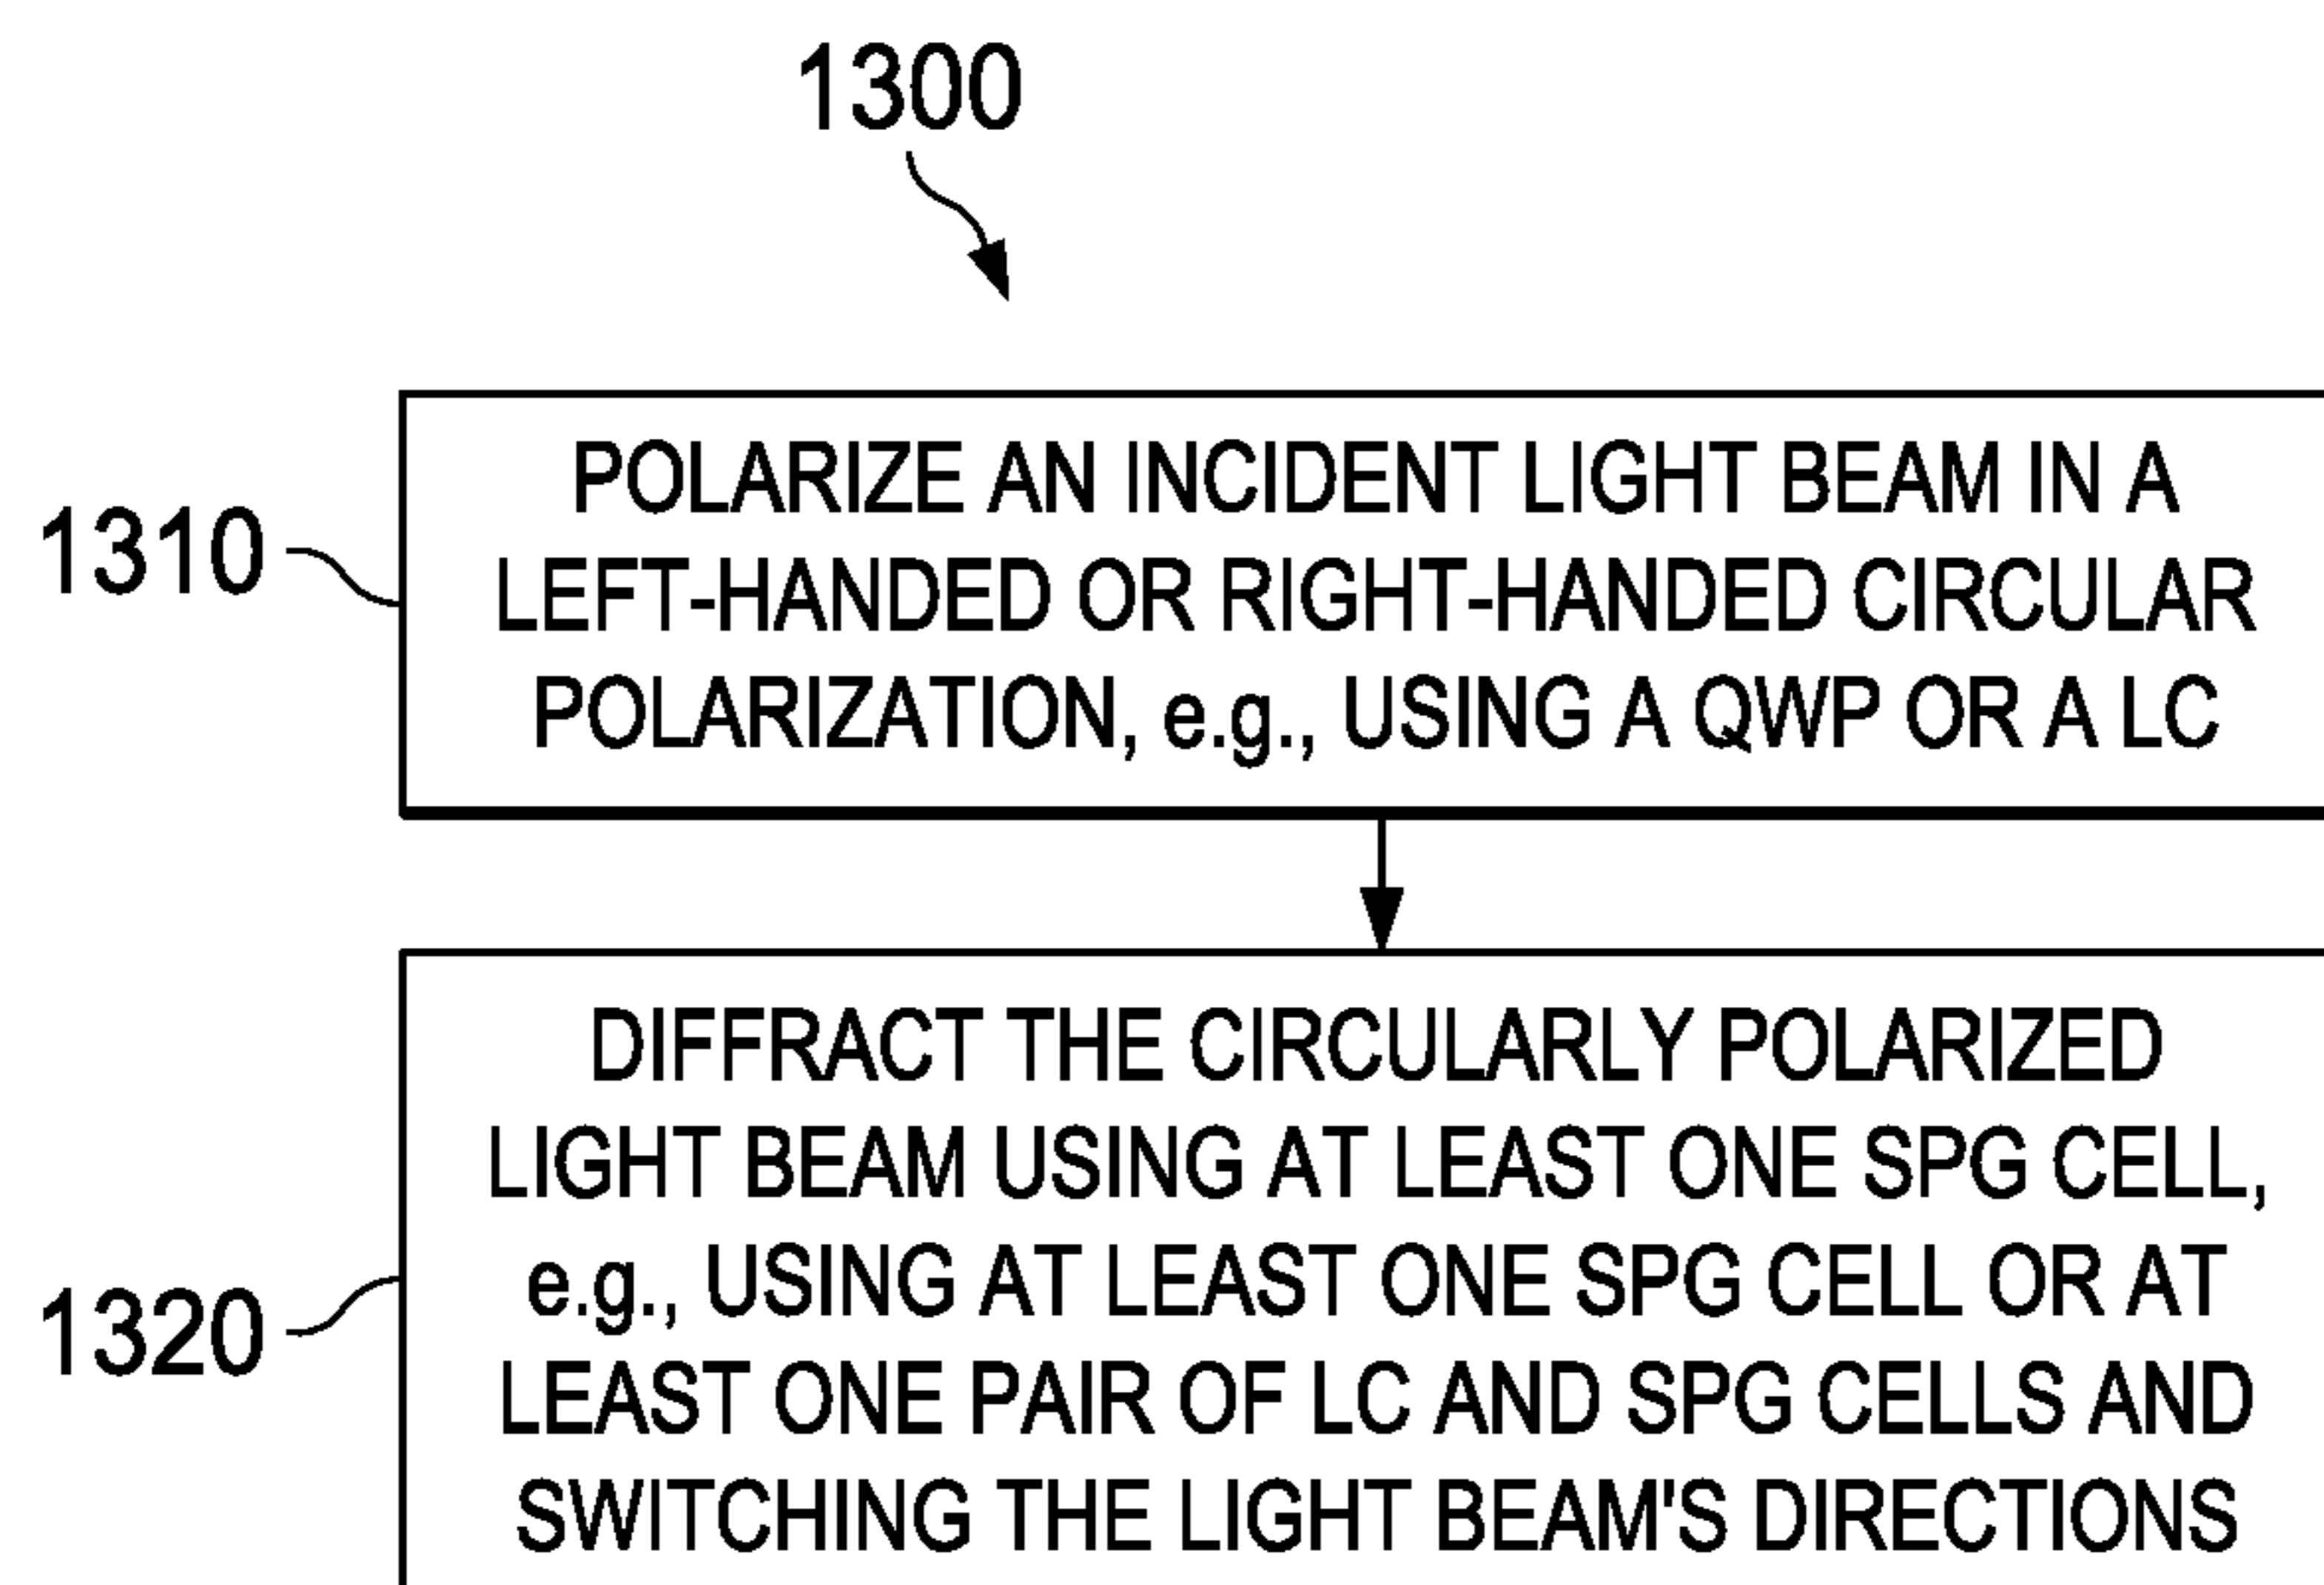 1300
1310
POLARIZE AN INCIDENT LIGHT BEAM IN A
LEFT-HANDED OR RIGHT-HANDED CIRCULAR
POLARIZATION, e.g., USING A QWP OR A LC
1320
DIFFRACT THE CIRCULARLY POLARIZED
LIGHT BEAM USING AT LEAST ONE SPG CELL,
e.g., USING AT LEAST ONE SPG CELL OR AT
LEAST ONE PAIR OF LC AND SPG CELLS AND
SWITCHING THE LIGHT BEAM'S DIRECTIONS